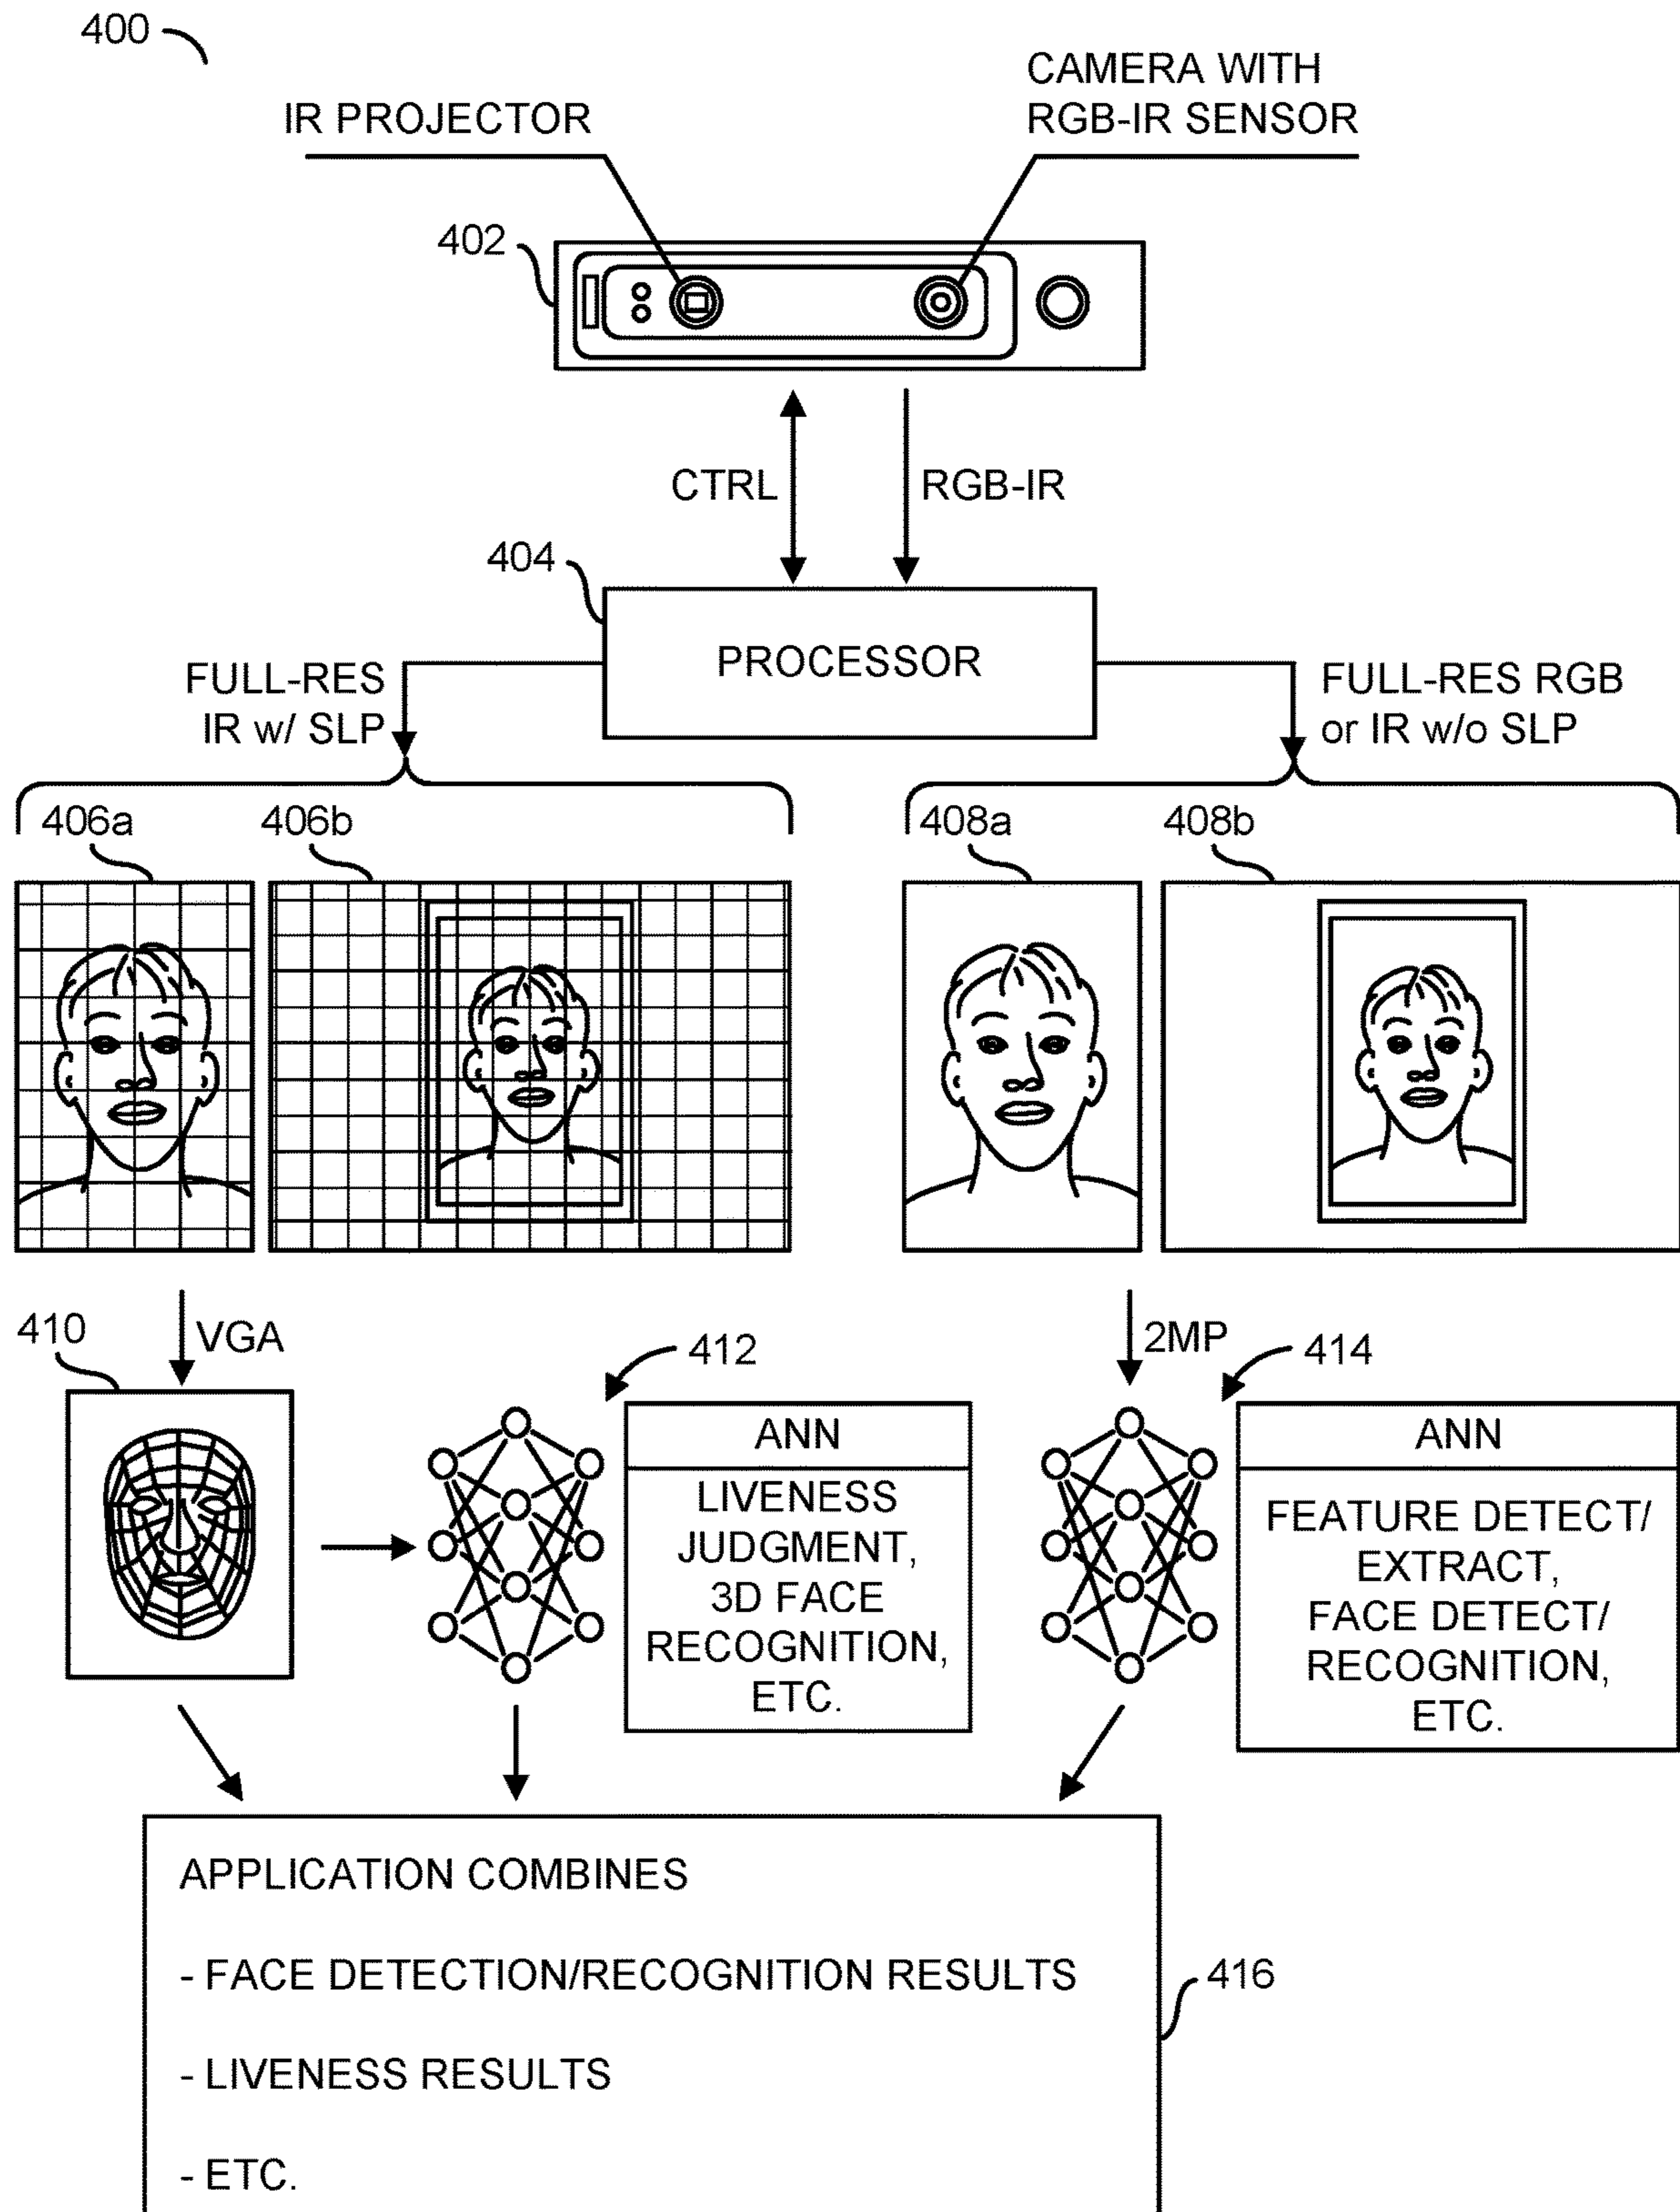 400
CAMERA WITH
RGB-IR SENSOR
IR PROJECTOR
402
CTRL
RGB-IR
404
PROCESSOR
FULL-RES
IR w/ SLP
FULL-RES RGB
or IR w/o SLP
406a
406b
408a
408b
410
VGA
412
2MP
414
ANN
LIVENESS
JUDGMENT,
3D FACE
RECOGNITION,
ETC.
ANN
FEATURE DETECT/
EXTRACT,
FACE DETECT/
RECOGNITION,
ETC.
APPLICATION COMBINES
- FACE DETECTION/RECOGNITION RESULTS
416
- LIVENESS RESULTS
- ETC.